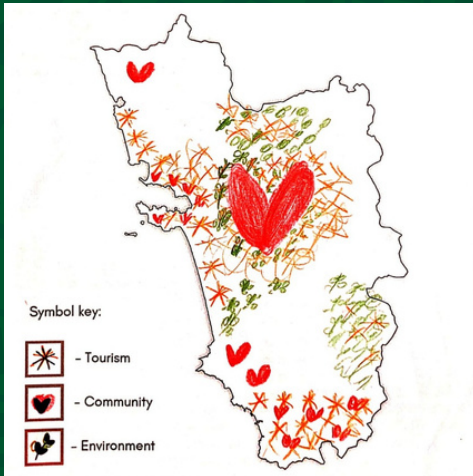 Symbol key:
- Tourism
- Community
- Environment